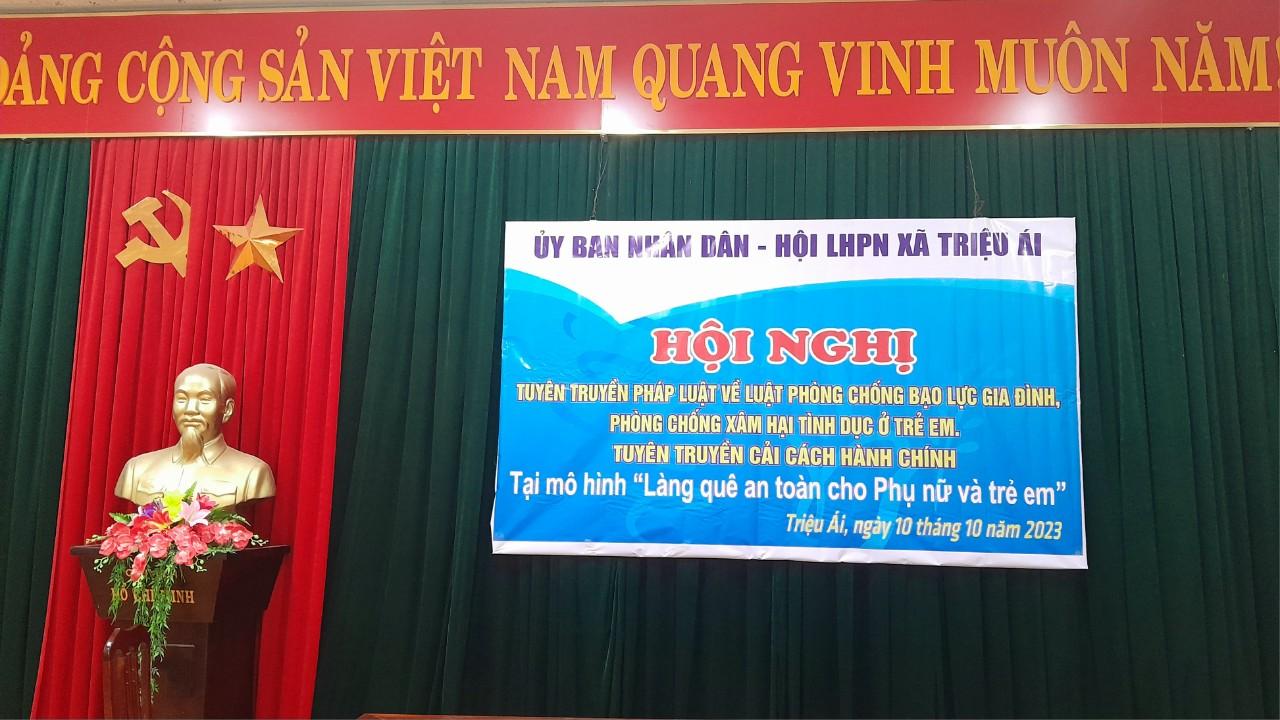 ĐẢNG CỘNG SẢN VIỆT NAM QUANG VINH MUÔN NĂM
ỦY BAN NHÂN DÂN - HỘI LHPN XÃ TRIỆU ÁI
HỘI NGHỊ
TUYÊN TRUYỀN PHÁP LUẬT VỀ LUẬT PHÒNG CHỐNG BẠO LỰC GIA ĐÌNH,
PHÒNG CHỐNG XÂM HẠI TÌNH DỤC Ở TRẺ EM.
TUYÊN TRUYỀN CẢI CÁCH HÀNH CHÍNH
Tại mô hình “Làng quê an toàn cho Phụ nữ và trẻ em”
Triệu Ái, ngày 10 tháng 10 năm 2023
HỒ CHÍ MINH